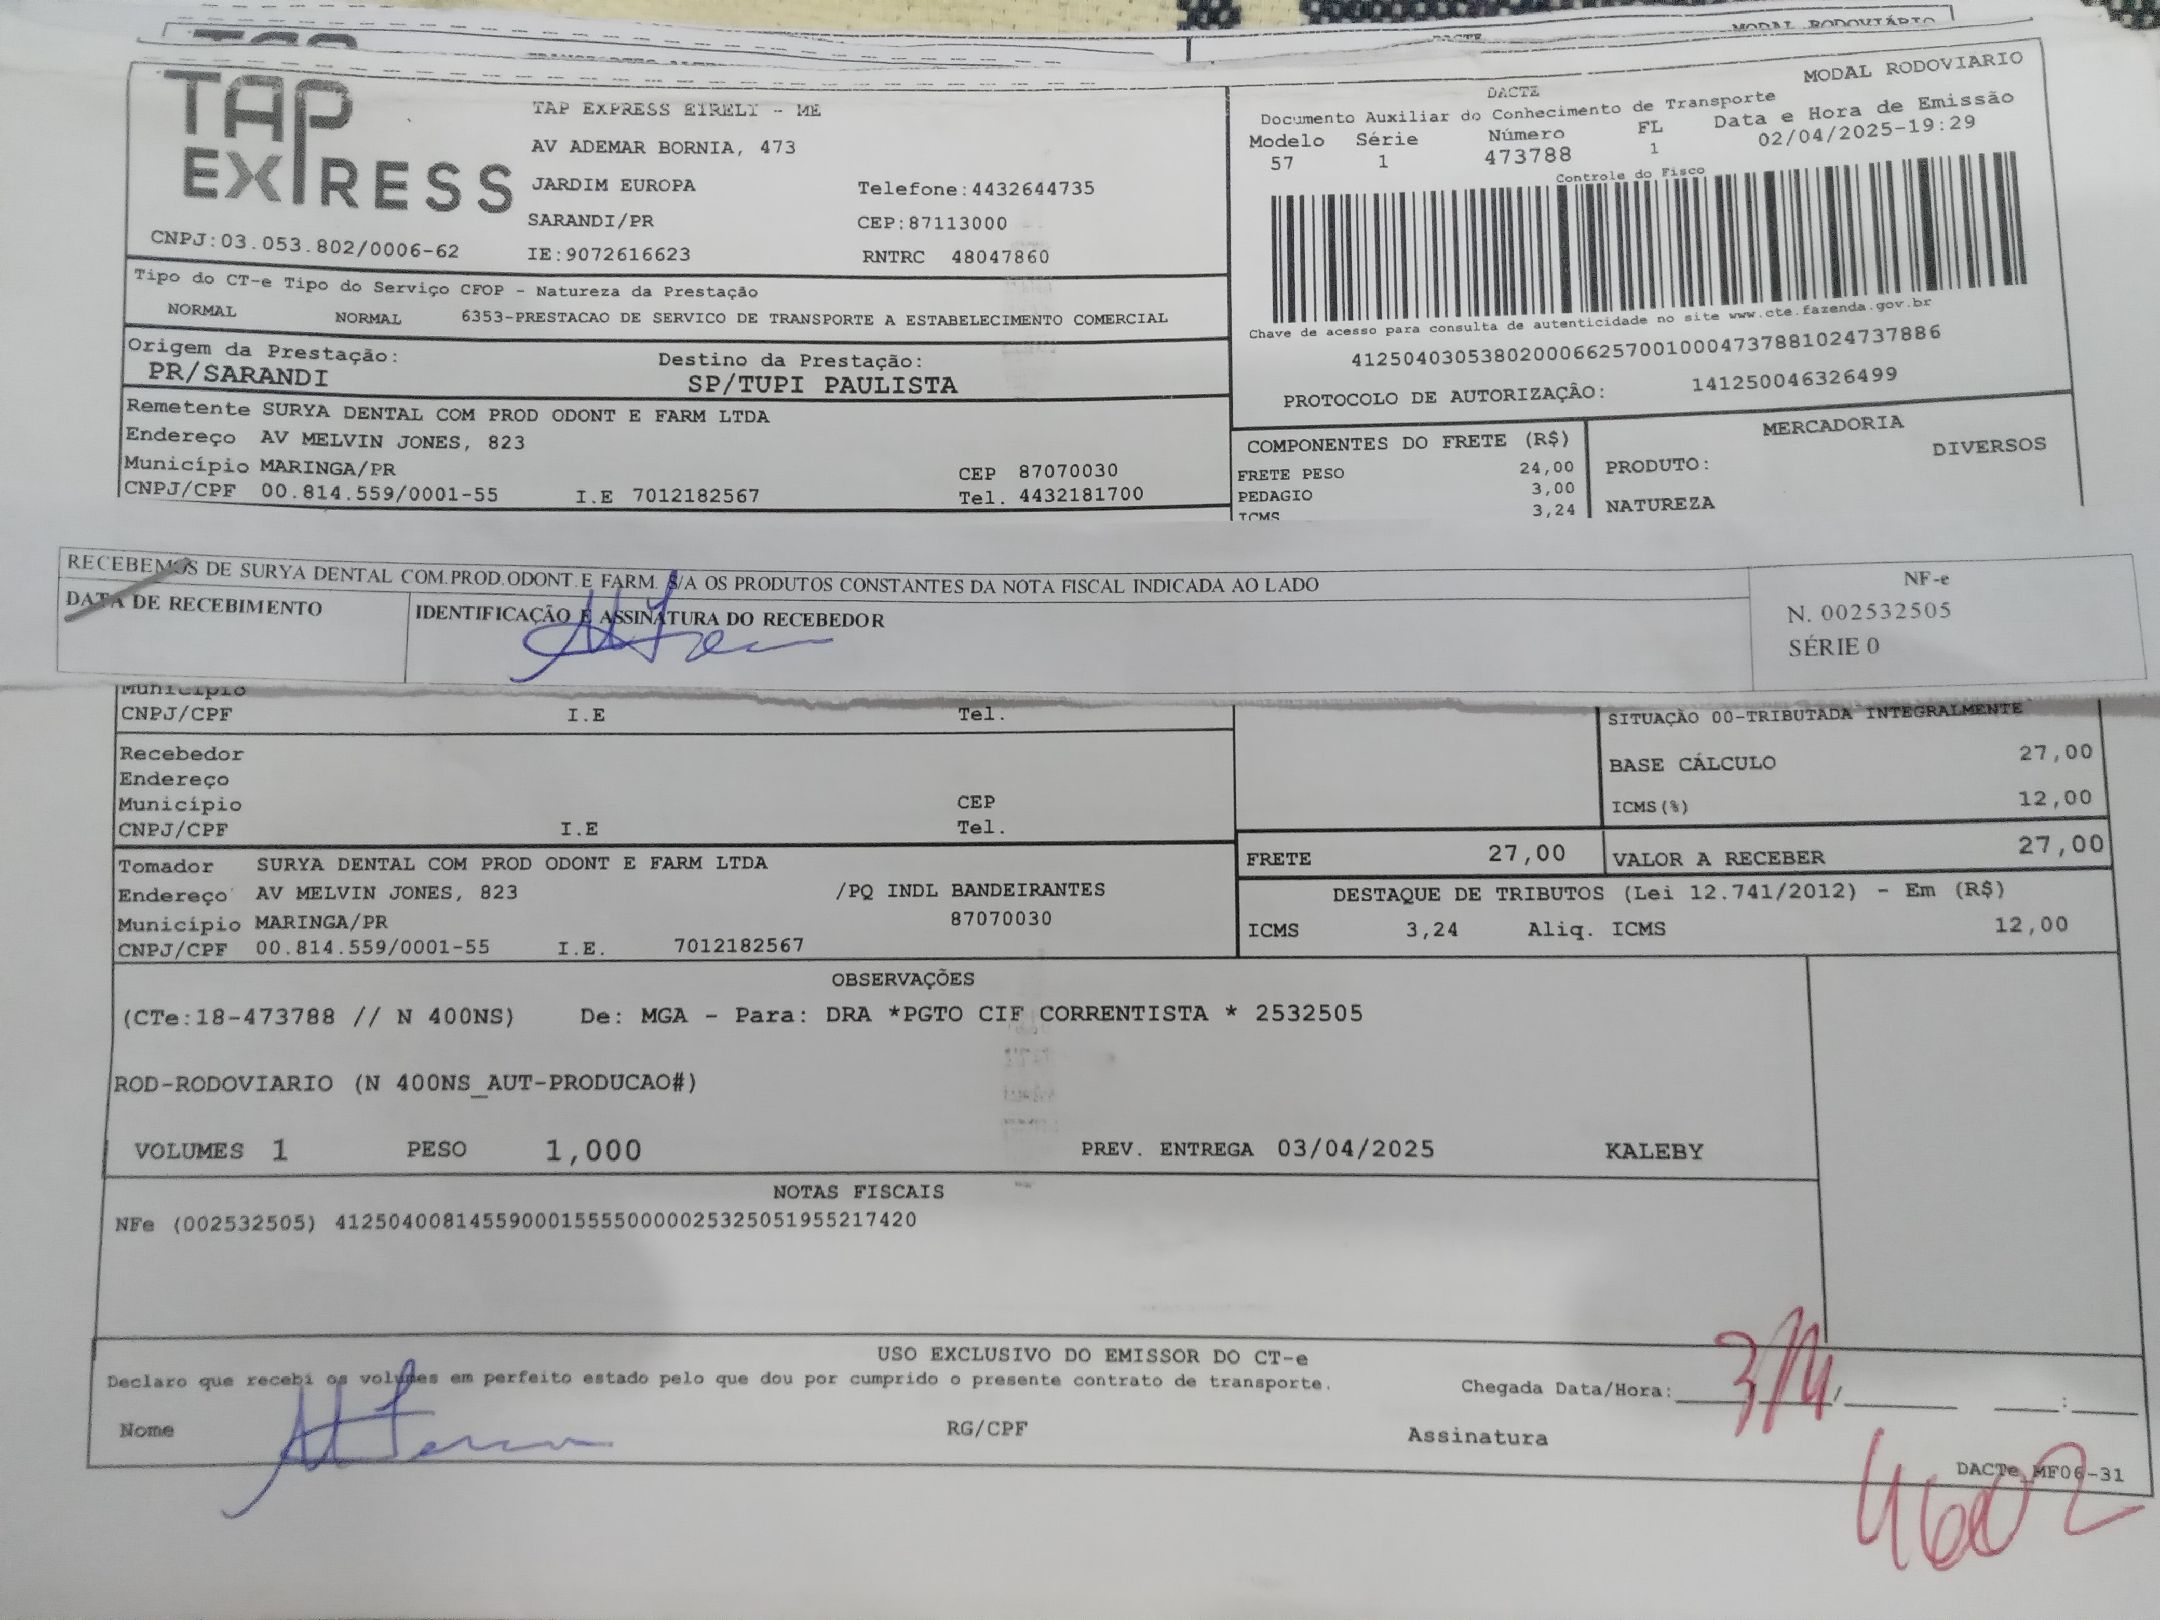 MODAL RODOVIÁRIO
DACTE
TAP
EXPRESS
TAP EXPRESS EIRELI - ME
AV ADEMAR BORNIA, 473
JARDIM EUROPA Telefone:4432644735
SARANDI/PR CEP:87113000
CNPJ:03.053.802/0006-62 IE:9072616623 RNTRC 48047860
MODAL RODOVIARIO
DACTE
Documento Auxiliar do Conhecimento de Transporte
Modelo Série Número FL Data e Hora de Emissão
57 1 473788 1 02/04/2025-19:29
Controle do Fisco
Chave de acesso para consulta de autenticidade no site www.cte.fazenda.gov.br
41250403053802000662570010004737881024737886
PROTOCOLO DE AUTORIZAÇÃO: 141250046326499
Tipo do CT-e Tipo do Serviço CFOP - Natureza da Prestação
NORMAL NORMAL 6353-PRESTACAO DE SERVICO DE TRANSPORTE A ESTABELECIMENTO COMERCIAL
Origem da Prestação: Destino da Prestação:
PR/SARANDI SP/TUPI PAULISTA
Remetente SURYA DENTAL COM PROD ODONT E FARM LTDA
Endereço AV MELVIN JONES, 823
Município MARINGA/PR CEP 87070030
CNPJ/CPF 00.814.559/0001-55 I.E 7012182567 Tel. 4432181700
COMPONENTES DO FRETE (R$)
FRETE PESO 24,00
PEDAGIO 3,00
ICMS 3,24
MERCADORIA
PRODUTO: DIVERSOS
NATUREZA
RECEBEMOS DE SURYA DENTAL COM.PROD.ODONT.E FARM. S/A OS PRODUTOS CONSTANTES DA NOTA FISCAL INDICADA AO LADO
DATA DE RECEBIMENTO IDENTIFICAÇÃO E ASSINATURA DO RECEBEDOR
NF-e
N. 002532505
SÉRIE 0
Município
CNPJ/CPF I.E Tel.
Recebedor
Endereço
Município CEP
CNPJ/CPF I.E Tel.
SITUAÇÃO 00-TRIBUTADA INTEGRALMENTE
BASE CÁLCULO 27,00
ICMS(%) 12,00
FRETE 27,00 VALOR A RECEBER 27,00
Tomador SURYA DENTAL COM PROD ODONT E FARM LTDA
Endereço AV MELVIN JONES, 823 /PQ INDL BANDEIRANTES
Município MARINGA/PR 87070030
CNPJ/CPF 00.814.559/0001-55 I.E. 7012182567
DESTAQUE DE TRIBUTOS (Lei 12.741/2012) - Em (R$)
ICMS 3,24 Aliq. ICMS 12,00
OBSERVAÇÕES
(CTe:18-473788 // N 400NS) De: MGA - Para: DRA *PGTO CIF CORRENTISTA * 2532505
ROD-RODOVIARIO (N 400NS_AUT-PRODUCAO#)
VOLUMES 1 PESO 1,000 PREV. ENTREGA 03/04/2025 KALEBY
NOTAS FISCAIS
NFe (002532505) 41250400814559000155550000025325051955217420
USO EXCLUSIVO DO EMISSOR DO CT-e
Declaro que recebi os volumes em perfeito estado pelo que dou por cumprido o presente contrato de transporte. Chegada Data/Hora:
3/4
Nome RG/CPF Assinatura
DACTe_MF06-31